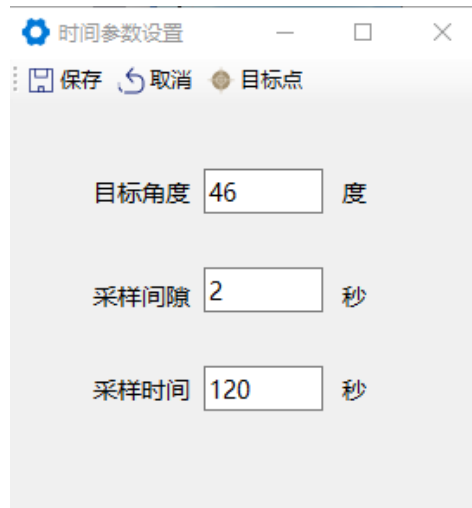 时间参数设置
保存 取消 目标点
目标角度 46 度
采样间隙 2 秒
采样时间 120 秒